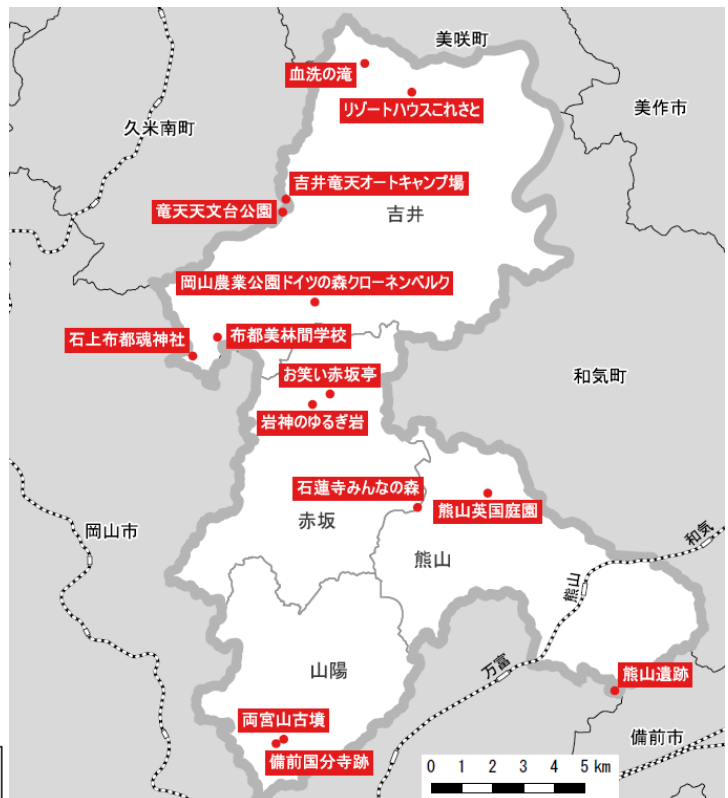 美咲町
血洗の滝
リゾートハウスこれさと
美作市
久米南町
吉井竜天オートキャンプ場
竜天天文台公園
吉井
岡山農業公園ドイツの森クローネンベルク
布都美林間学校
石上布都魂神社
お笑い赤坂亭
和気町
岩神のゆるぎ岩
石蓮寺みんなの森
熊山英国庭園
赤坂
岡山市
和気
熊山
熊山
万富
山陽
熊山遺跡
両宮山古墳
備前市
備前国分寺跡
0 1 2 3 4 5 km